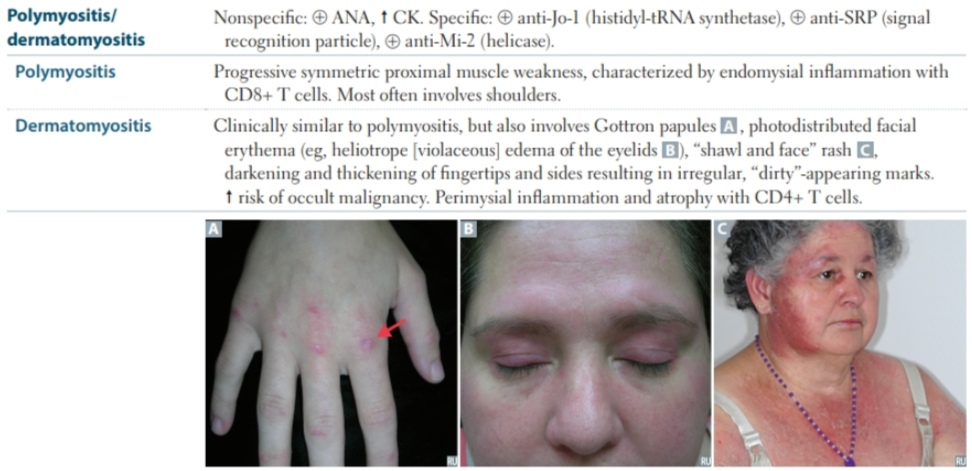 Polymyositis/
dermatomyositis
Nonspecific: ⊕ ANA, ↑ CK. Specific: ⊕ anti-Jo-1 (histidyl-tRNA synthetase), ⊕ anti-SRP (signal
recognition particle), ⊕ anti-Mi-2 (helicase).
Polymyositis
Progressive symmetric proximal muscle weakness, characterized by endomysial inflammation with
CD8+ T cells. Most often involves shoulders.
Dermatomyositis
Clinically similar to polymyositis, but also involves Gottron papules A, photodistributed facial
erythema (eg, heliotrope [violaceous] edema of the eyelids B), “shawl and face” rash C,
darkening and thickening of fingertips and sides resulting in irregular, “dirty”-appearing marks.
↑ risk of occult malignancy. Perimysial inflammation and atrophy with CD4+ T cells.
A
B
C
RU
RU
RU